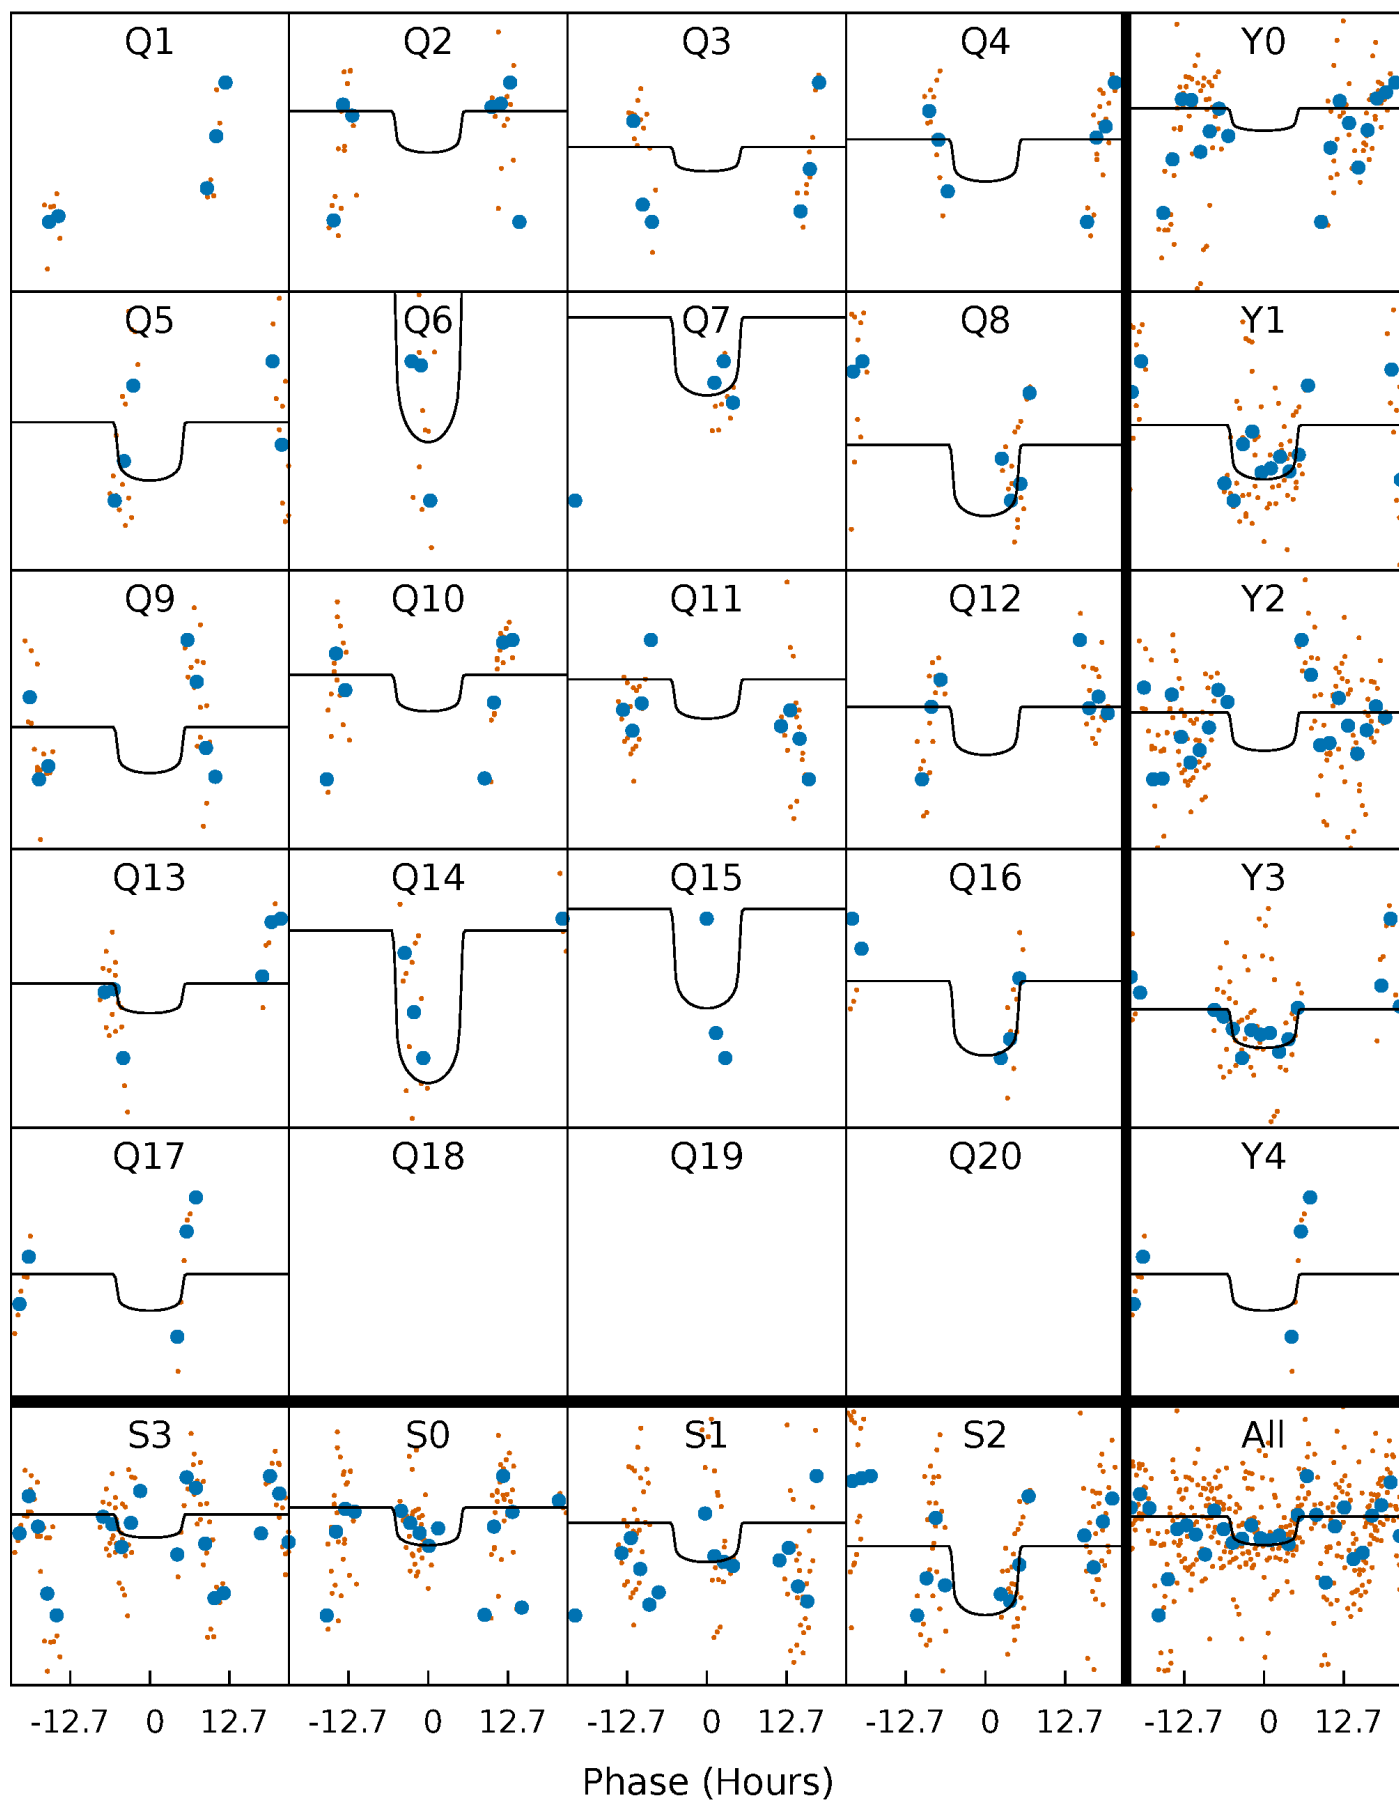 Q1 Q2 Q3 Q4 Y0
Q5 Q6 Q7 Q8 Y1
Q9 Q10 Q11 Q12 Y2
Q13 Q14 Q15 Q16 Y3
Q17 Q18 Q19 Q20 Y4
S3 S0 S1 S2 All
-12.7 0 12.7 -12.7 0 12.7 -12.7 0 12.7 -12.7 0 12.7 -12.7 0 12.7
Phase (Hours)